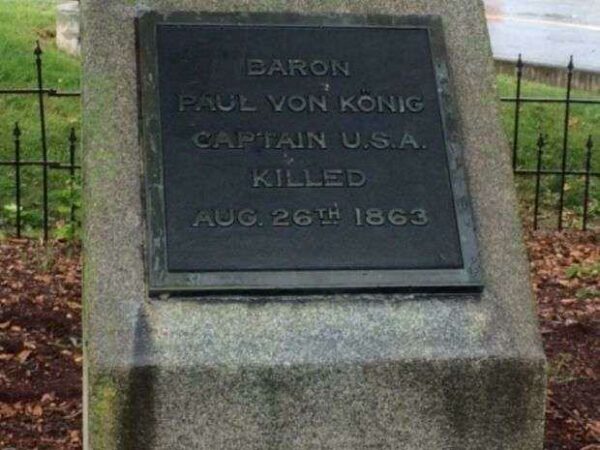 BARON
PAUL VON KÖNIG
CAPTAIN U.S.A.
KILLED
AUG. 26TH 1863